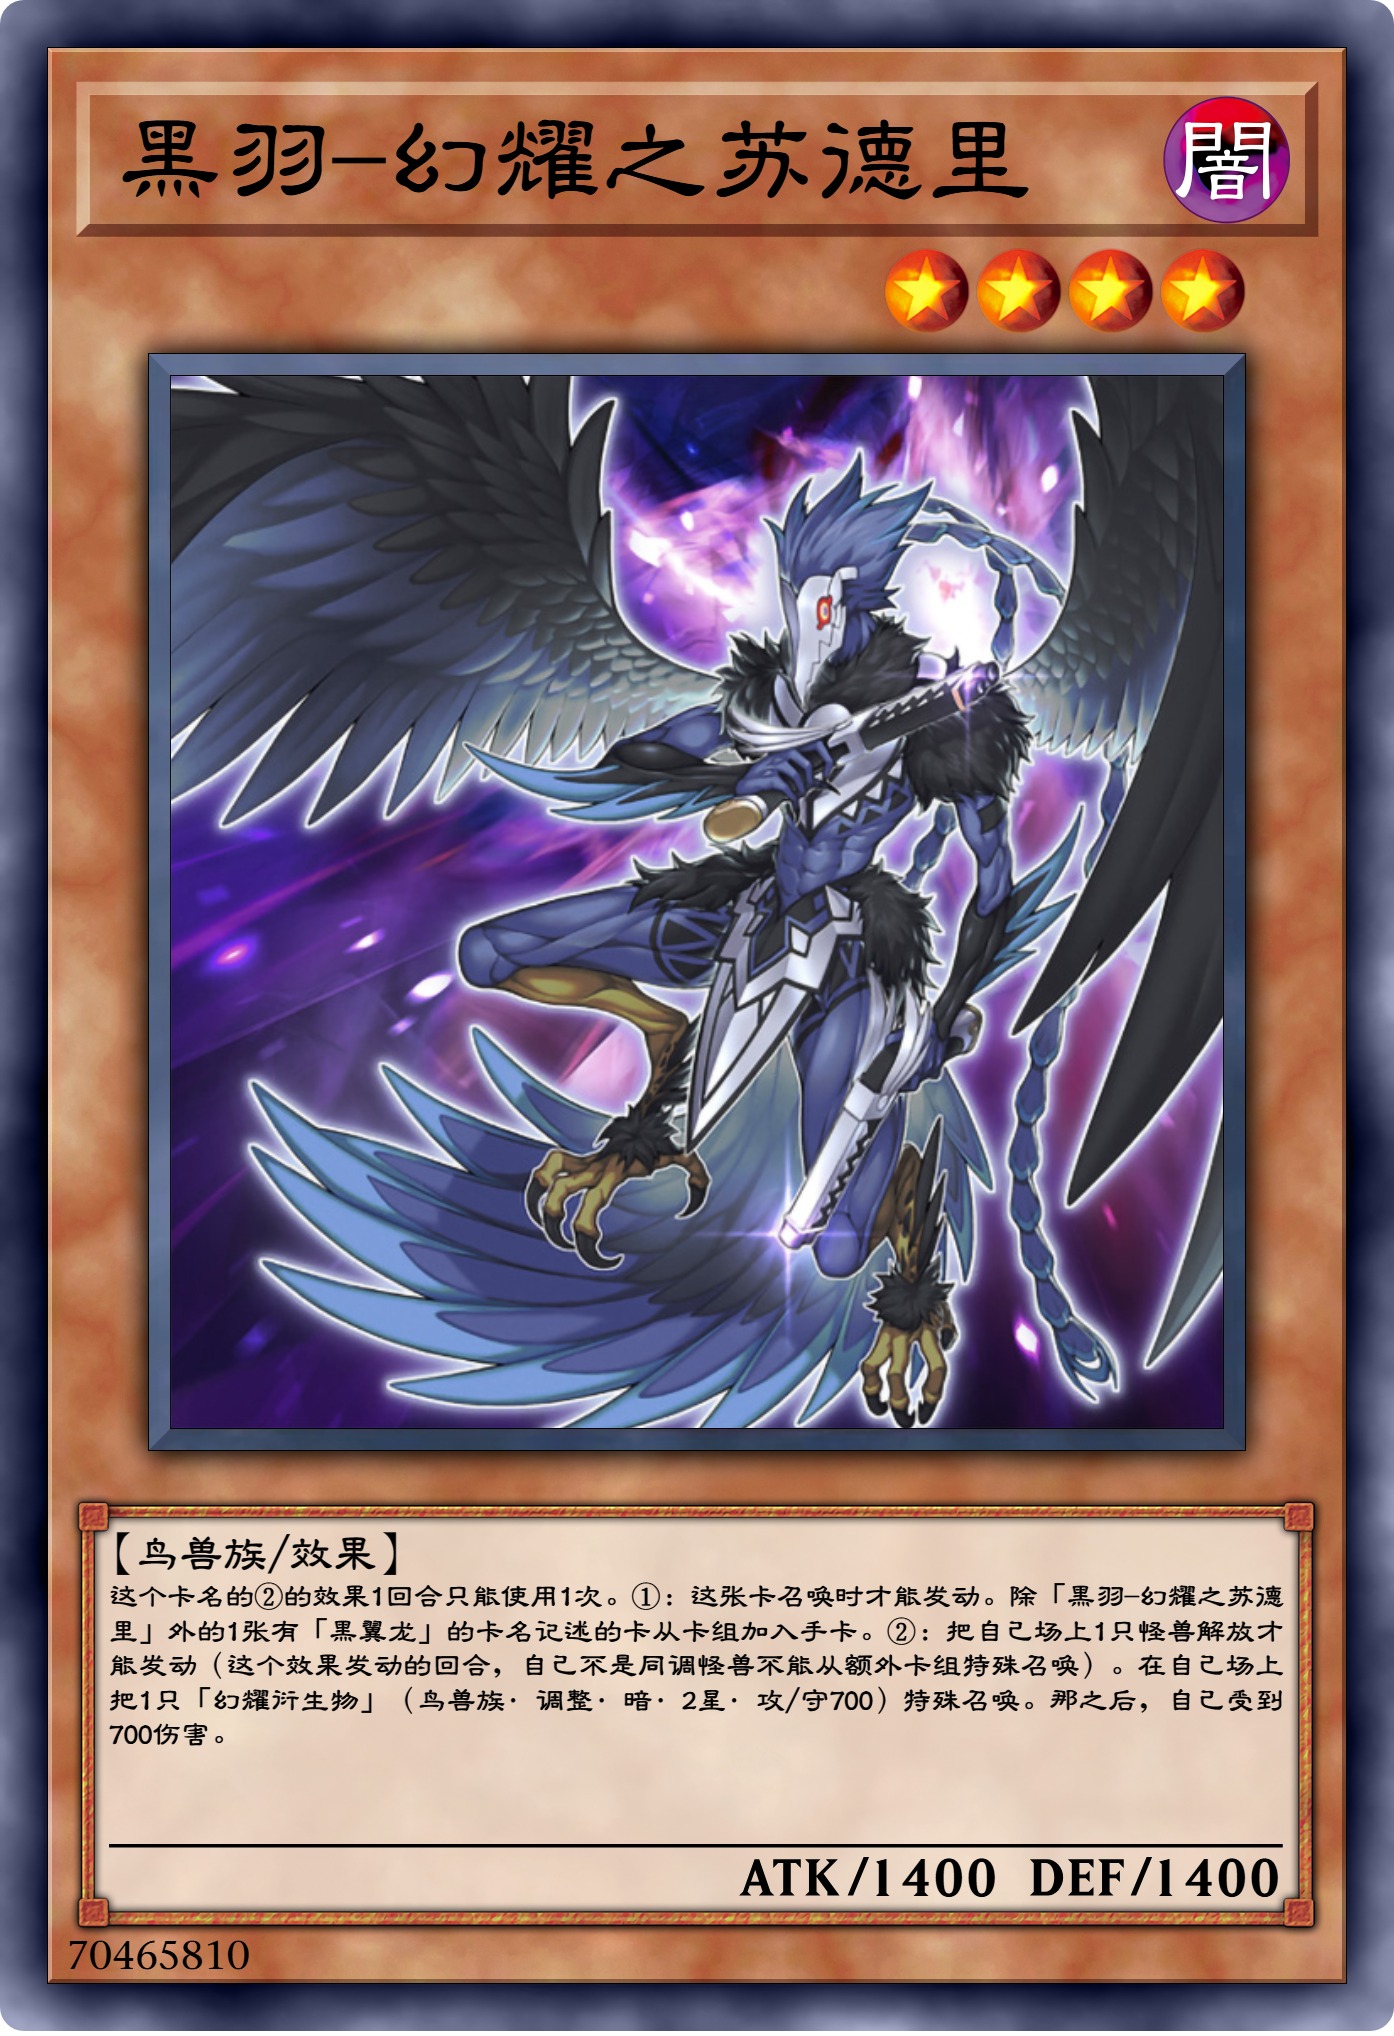 黑羽-幻耀之苏德里
闇
【鸟兽族/效果】
这个卡名的②的效果1回合只能使用1次。①：这张卡召唤时才能发动。除「黑羽-幻耀之苏德
里」外的1张有「黑翼龙」的卡名记述的卡从卡组加入手卡。②：把自己场上1只怪兽解放才
能发动（这个效果发动的回合，自己不是同调怪兽不能从额外卡组特殊召唤）。在自己场上
把1只「幻耀衍生物」（鸟兽族·调整·暗·2星·攻/守700）特殊召唤。那之后，自己受到
700伤害。
ATK/1400 DEF/1400
70465810